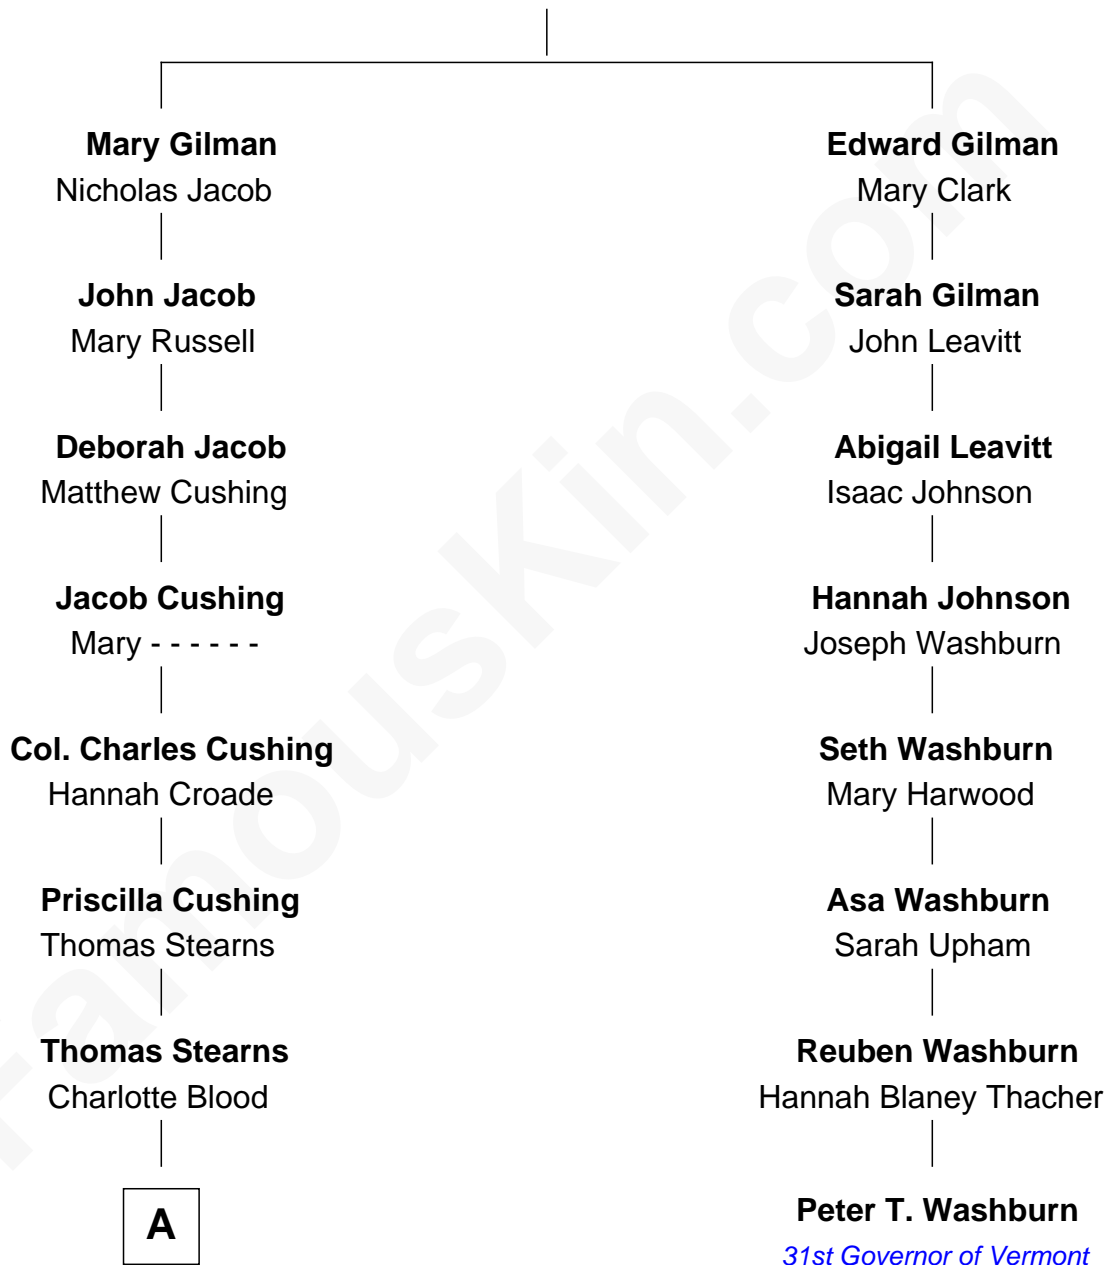 Mary Gilman
Nicholas Jacob
John Jacob
Mary Russell
Deborah Jacob
Matthew Cushing
Jacob Cushing
Mary - - - - - -
Col. Charles Cushing
Hannah Croade
Priscilla Cushing
Thomas Stearns
Thomas Stearns
Charlotte Blood
A
Edward Gilman
Mary Clark
Sarah Gilman
John Leavitt
Abigail Leavitt
Isaac Johnson
Hannah Johnson
Joseph Washburn
Seth Washburn
Mary Harwood
Asa Washburn
Sarah Upham
Reuben Washburn
Hannah Blaney Thacher
Peter T. Washburn
31st Governor of Vermont
FamousKin.com